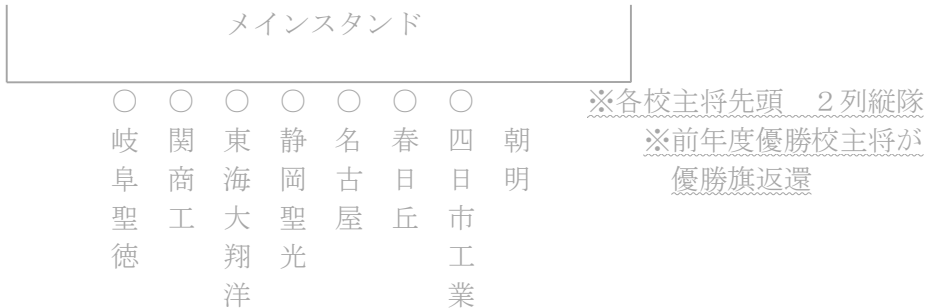 メインスタンド
○ ○ ○ ○ ○ ○ ○
岐阜聖徳
関商工
東海大翔洋
静岡聖光
名古屋
春日丘
四日市工業
朝明
※各校主将先頭 2列縦隊
※前年度優勝校主将が
優勝旗返還